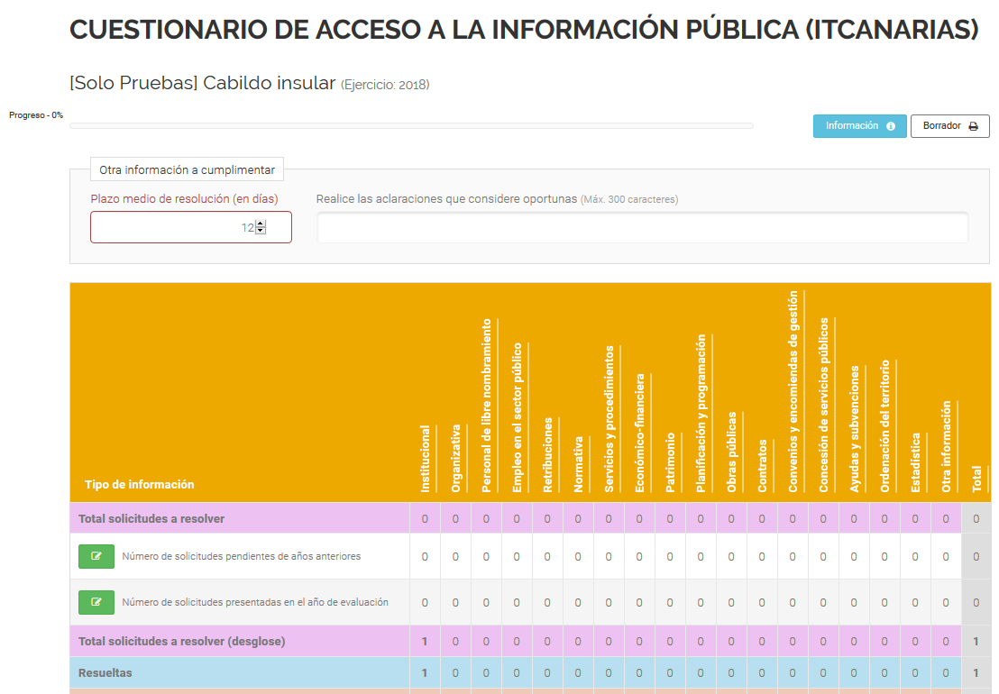 CUESTIONARIO DE ACCESO A LA INFORMACIÓN PÚBLICA (ITCANARIAS)
[Solo Pruebas] Cabildo insular (Ejercicio: 2018)
Progreso - 0%
Información
Borrador
Otra información a cumplimentar
Plazo medio de resolución (en días)
Realice las aclaraciones que considere oportunas (Máx. 300 caracteres)
12
Tipo de información
Institucional
Organizativa
Personal de libre nombramiento
Empleo en el sector público
Retribuciones
Normativa
Servicios y procedimientos
Económico-financiera
Patrimonio
Planificación y programación
Obras públicas
Contratos
Convenios y encomiendas de gestión
Concesión de servicios públicos
Ayudas y subvenciones
Ordenación del territorio
Estadística
Otra información
Total
Total solicitudes a resolver 0 0 0 0 0 0 0 0 0 0 0 0 0 0 0 0 0 0 0
Número de solicitudes pendientes de años anteriores 0 0 0 0 0 0 0 0 0 0 0 0 0 0 0 0 0 0 0
Número de solicitudes presentadas en el año de evaluación 0 0 0 0 0 0 0 0 0 0 0 0 0 0 0 0 0 0 0
Total solicitudes a resolver (desglose) 1 0 0 0 0 0 0 0 0 0 0 0 0 0 0 0 0 0 1
Resueltas 1 0 0 0 0 0 0 0 0 0 0 0 0 0 0 0 0 0 1